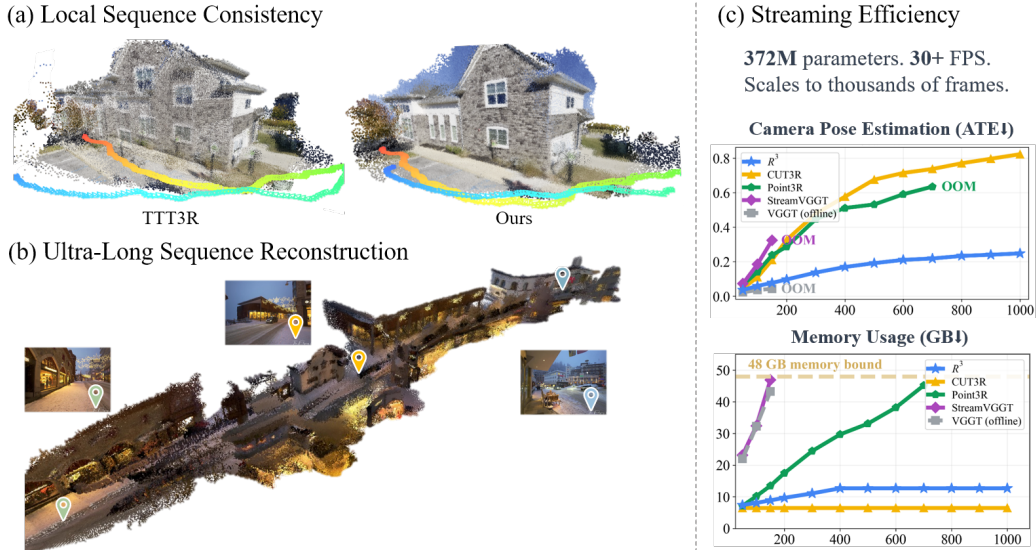 (a) Local Sequence Consistency
TTT3R
Ours
(b) Ultra-Long Sequence Reconstruction
(c) Streaming Efficiency
372M parameters. 30+ FPS.
Scales to thousands of frames.
Camera Pose Estimation (ATE⬇)
R³
CUT3R
Point3R
StreamVGGT
VGGT (offline)
OOM
OOM
OOM
0.8
0.6
0.4
0.2
0.0
200 400 600 800 1000
Memory Usage (GB⬇)
48 GB memory bound
R³
CUT3R
Point3R
StreamVGGT
VGGT (offline)
50
40
30
20
10
0
200 400 600 800 1000